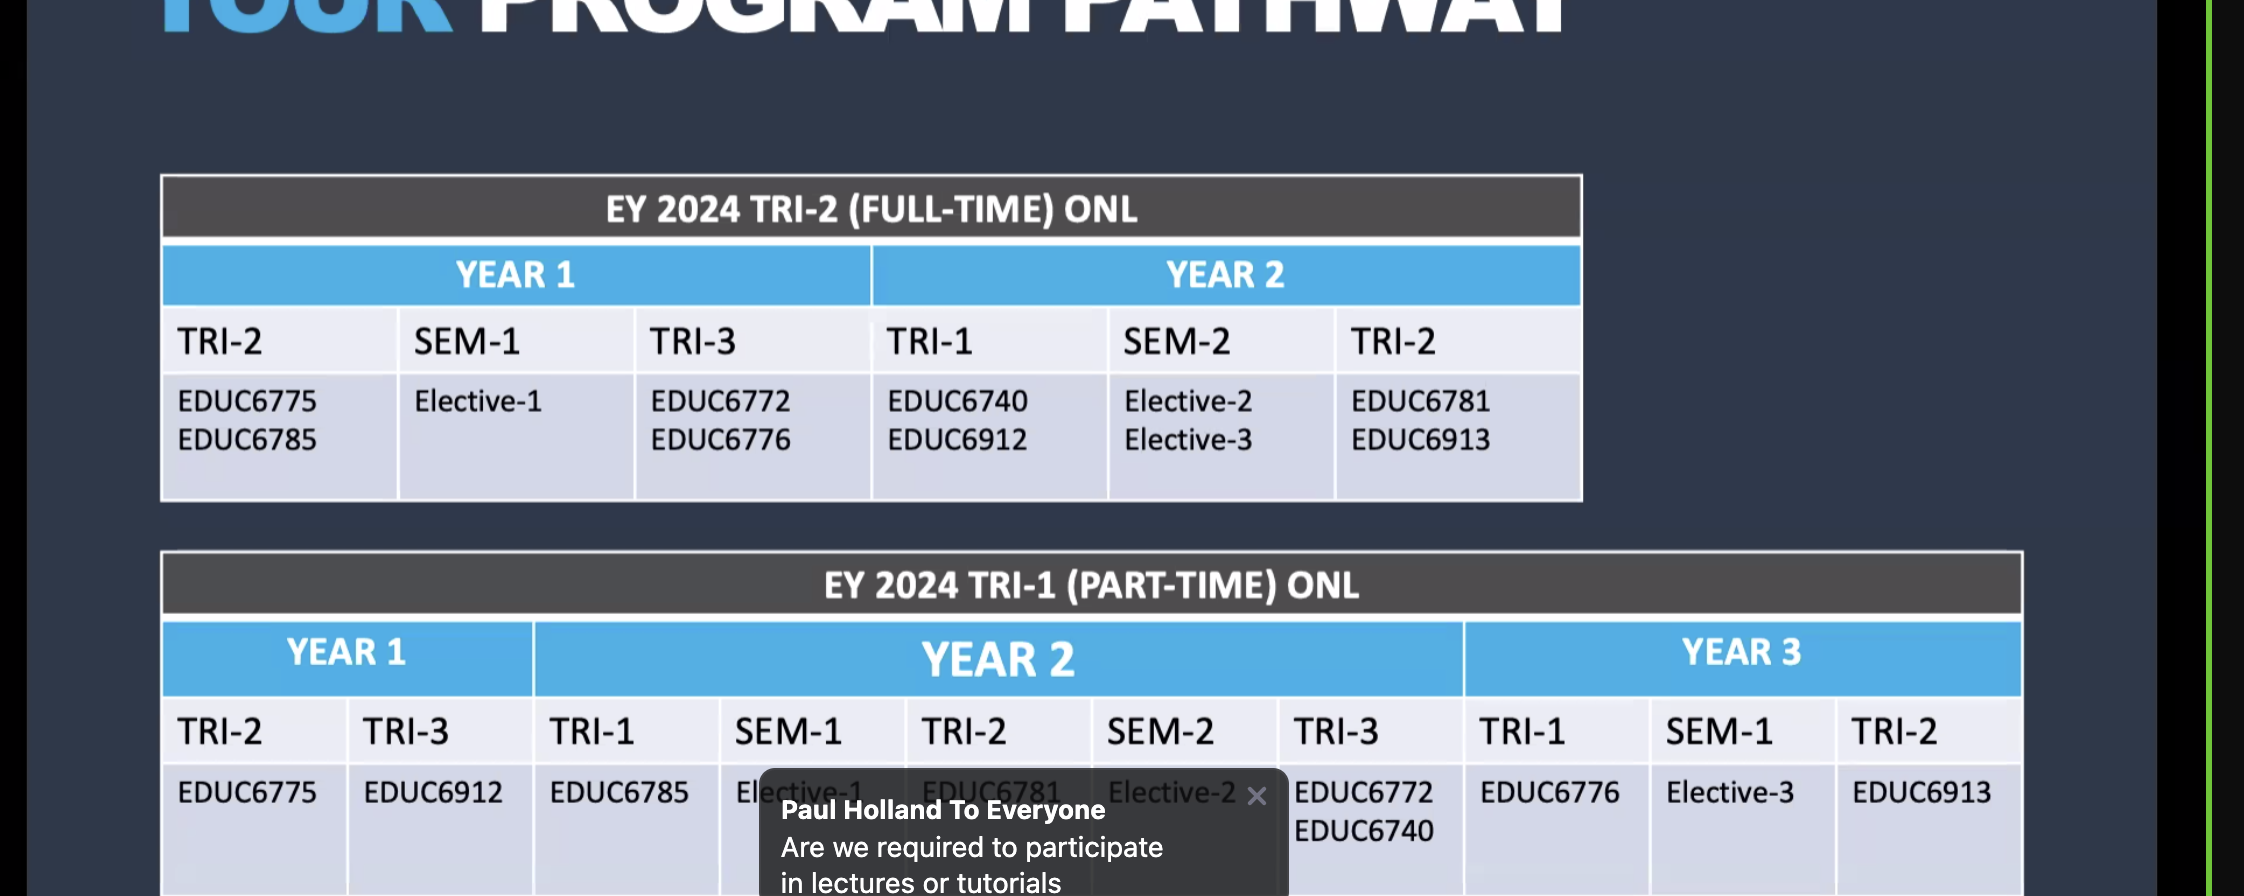 YOUR PROGRAM PATHWAY
EY 2024 TRI-2 (FULL-TIME) ONL
YEAR 1 YEAR 2
TRI-2 SEM-1 TRI-3 TRI-1 SEM-2 TRI-2
EDUC6775 Elective-1 EDUC6772 EDUC6740 Elective-2 EDUC6781
EDUC6785 EDUC6776 EDUC6912 Elective-3 EDUC6913
EY 2024 TRI-1 (PART-TIME) ONL
YEAR 1 YEAR 2 YEAR 3
TRI-2 TRI-3 TRI-1 SEM-1 TRI-2 SEM-2 TRI-3 TRI-1 SEM-1 TRI-2
EDUC6775 EDUC6912 EDUC6785 Elective-1 EDUC6781 Elective-2 EDUC6772 EDUC6776 Elective-3 EDUC6913
EDUC6740
Paul Holland To Everyone
Are we required to participate
in lectures or tutorials